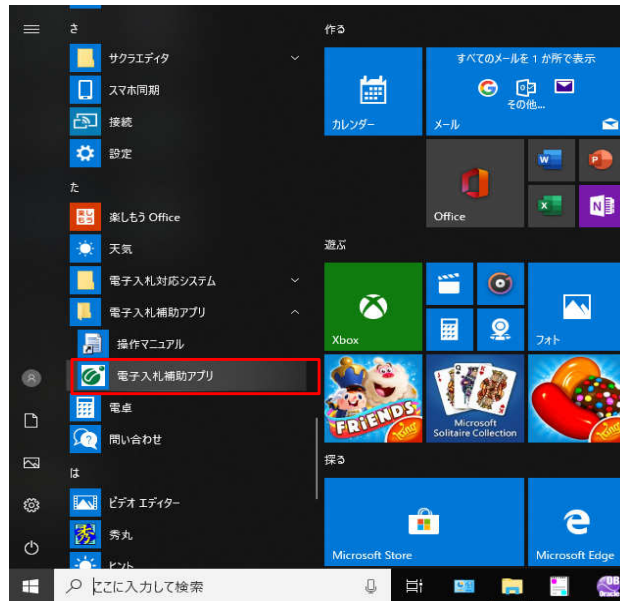 さ
サクラエディタ
スマホ同期
接続
設定
た
楽しもう Office
天気
電子入札対応システム
電子入札補助アプリ
操作マニュアル
電子入札補助アプリ
電卓
問い合わせ
は
ビデオ エディター
秀丸
ヒント
ここに入力して検索
作る
カレンダー
すべてのメールを 1 か所で表示
その他...
メール
Office
遊ぶ
Xbox
フォト
FRiENDS
King
Microsoft
Solitaire Collection
King
探る
Microsoft Store
Microsoft Edge